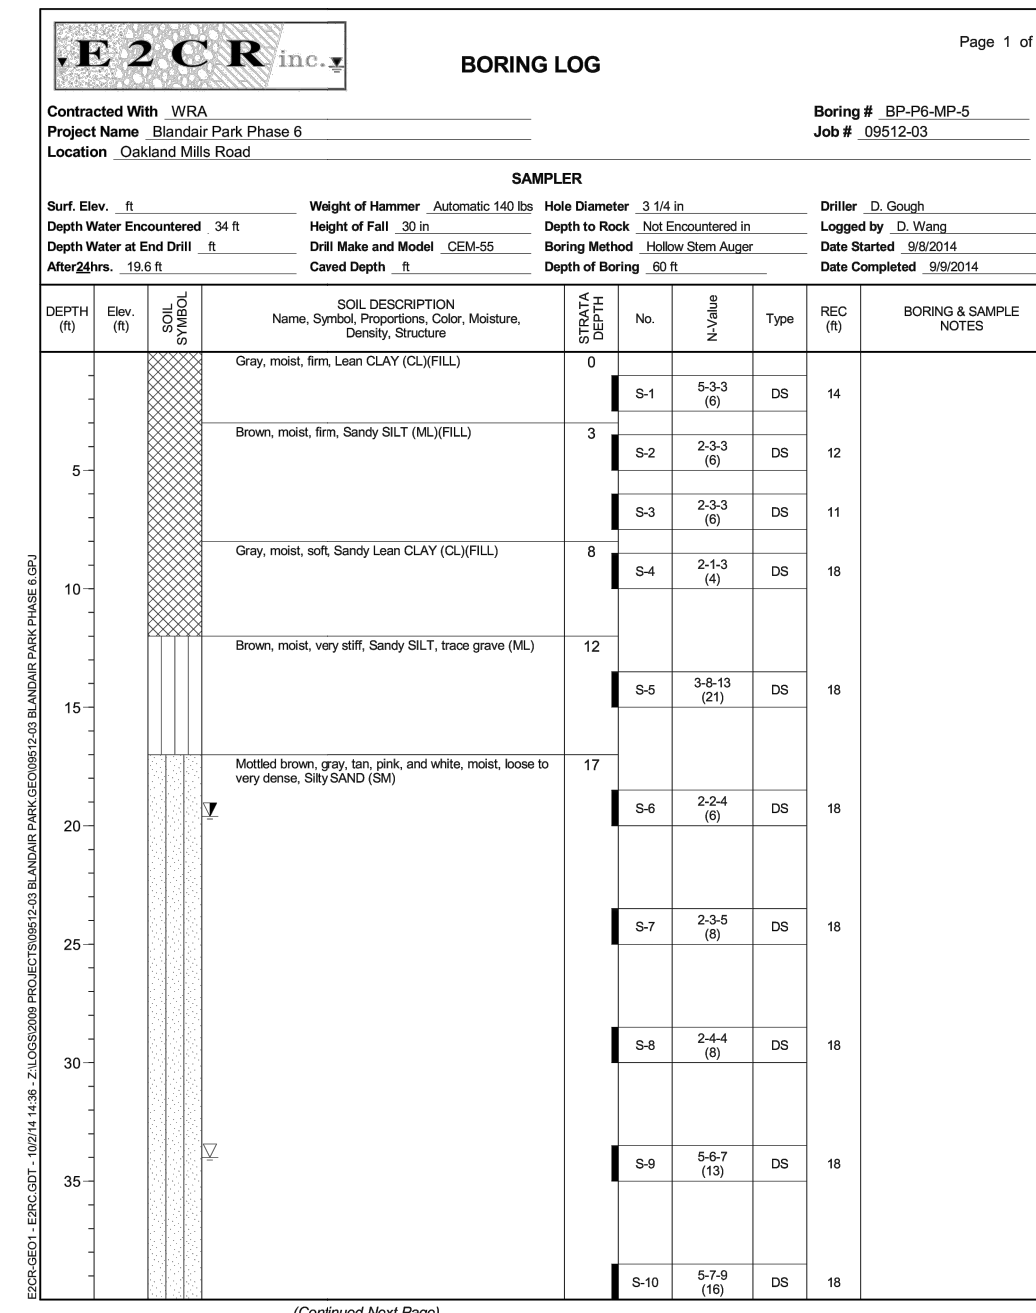 E2CR inc.
Page 1 of
BORING LOG
Contracted With WRA
Boring # BP-P6-MP-5
Project Name Blandair Park Phase 6
Job # 09512-03
Location Oakland Mills Road
SAMPLER
Surf. Elev. ft Weight of Hammer Automatic 140 lbs Hole Diameter 3 1/4 in Driller D. Gough
Depth Water Encountered 34 ft Height of Fall 30 in Depth to Rock Not Encountered in Logged by D. Wang
Depth Water at End Drill ft Drill Make and Model CEM-55 Boring Method Hollow Stem Auger Date Started 9/8/2014
After 24hrs. 19.6 ft Caved Depth ft Depth of Boring 60 ft Date Completed 9/9/2014
DEPTH (ft)
Elev. (ft)
SOIL SYMBOL
SOIL DESCRIPTION
Name, Symbol, Proportions, Color, Moisture,
Density, Structure
STRATA DEPTH
No.
N-Value
Type
REC (ft)
BORING & SAMPLE NOTES
Gray, moist, firm, Lean CLAY (CL)(FILL) 0
S-1 5-3-3 (6) DS 14
Brown, moist, firm, Sandy SILT (ML)(FILL) 3
S-2 2-3-3 (6) DS 12
5
S-3 2-3-3 (6) DS 11
Gray, moist, soft, Sandy Lean CLAY (CL)(FILL) 8
S-4 2-1-3 (4) DS 18
10
Brown, moist, very stiff, Sandy SILT, trace grave (ML) 12
S-5 3-8-13 (21) DS 18
15
Mottled brown, gray, tan, pink, and white, moist, loose to 17
very dense, Silty SAND (SM)
S-6 2-2-4 (6) DS 18
20
S-7 2-3-5 (8) DS 18
25
S-8 2-4-4 (8) DS 18
30
S-9 5-6-7 (13) DS 18
35
S-10 5-7-9 (16) DS 18
(Continued Next Page)
E2CR-GEO1 - E2RC.GDT - 10/2/14 14:36 - Z:\LOGS\2009 PROJECTS\09512-03 BLANDAIR PARK.GEO\09512-03 BLANDAIR PARK PHASE 6.GPJ